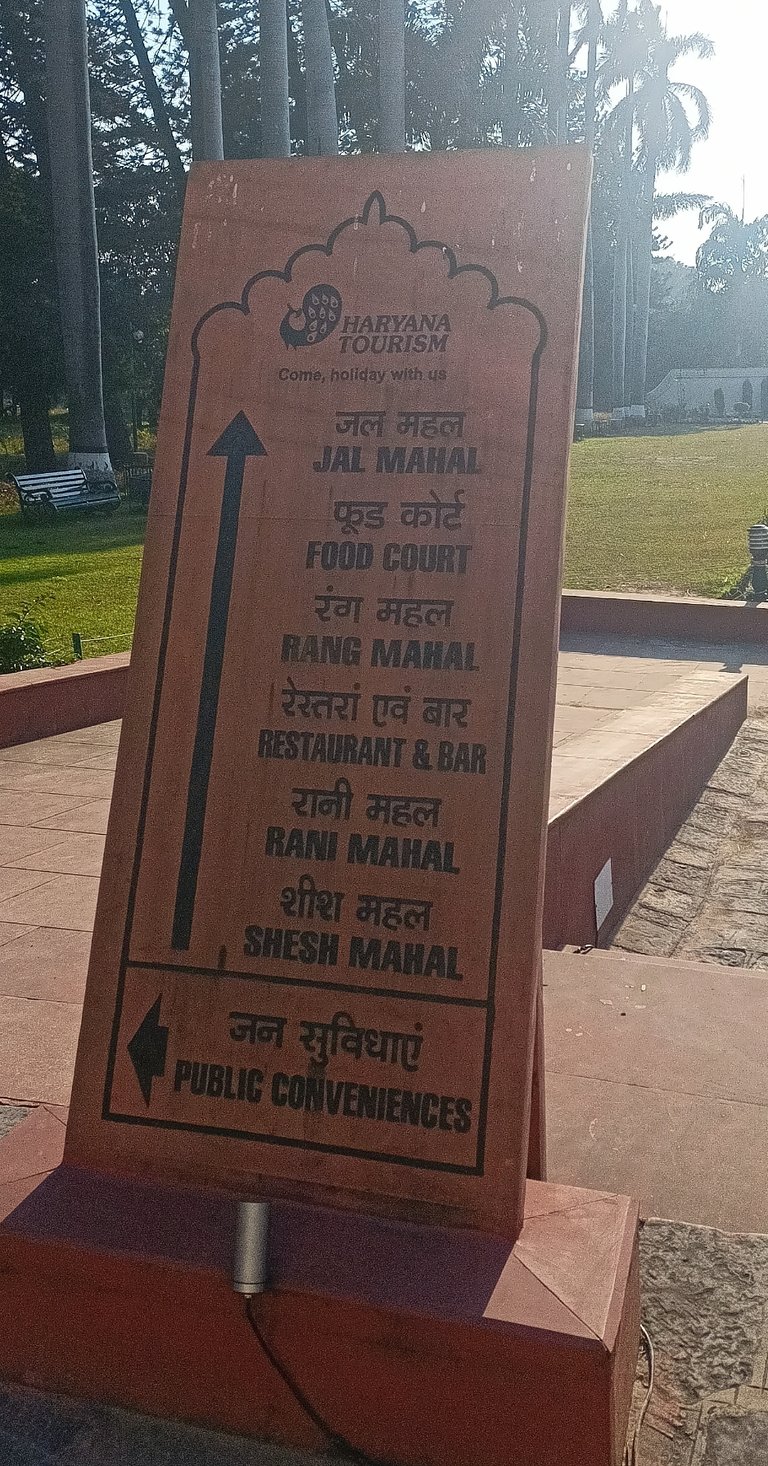 HARYANA
TOURISM
Come, holiday with us
जल महल
JAL MAHAL
फूड कोर्ट
FOOD COURT
रंग महल
RANG MAHAL
रेस्तरां एवं बार
RESTAURANT & BAR
रानी महल
RANI MAHAL
शीश महल
SHESH MAHAL
जन सुविधाएं
PUBLIC CONVENIENCES